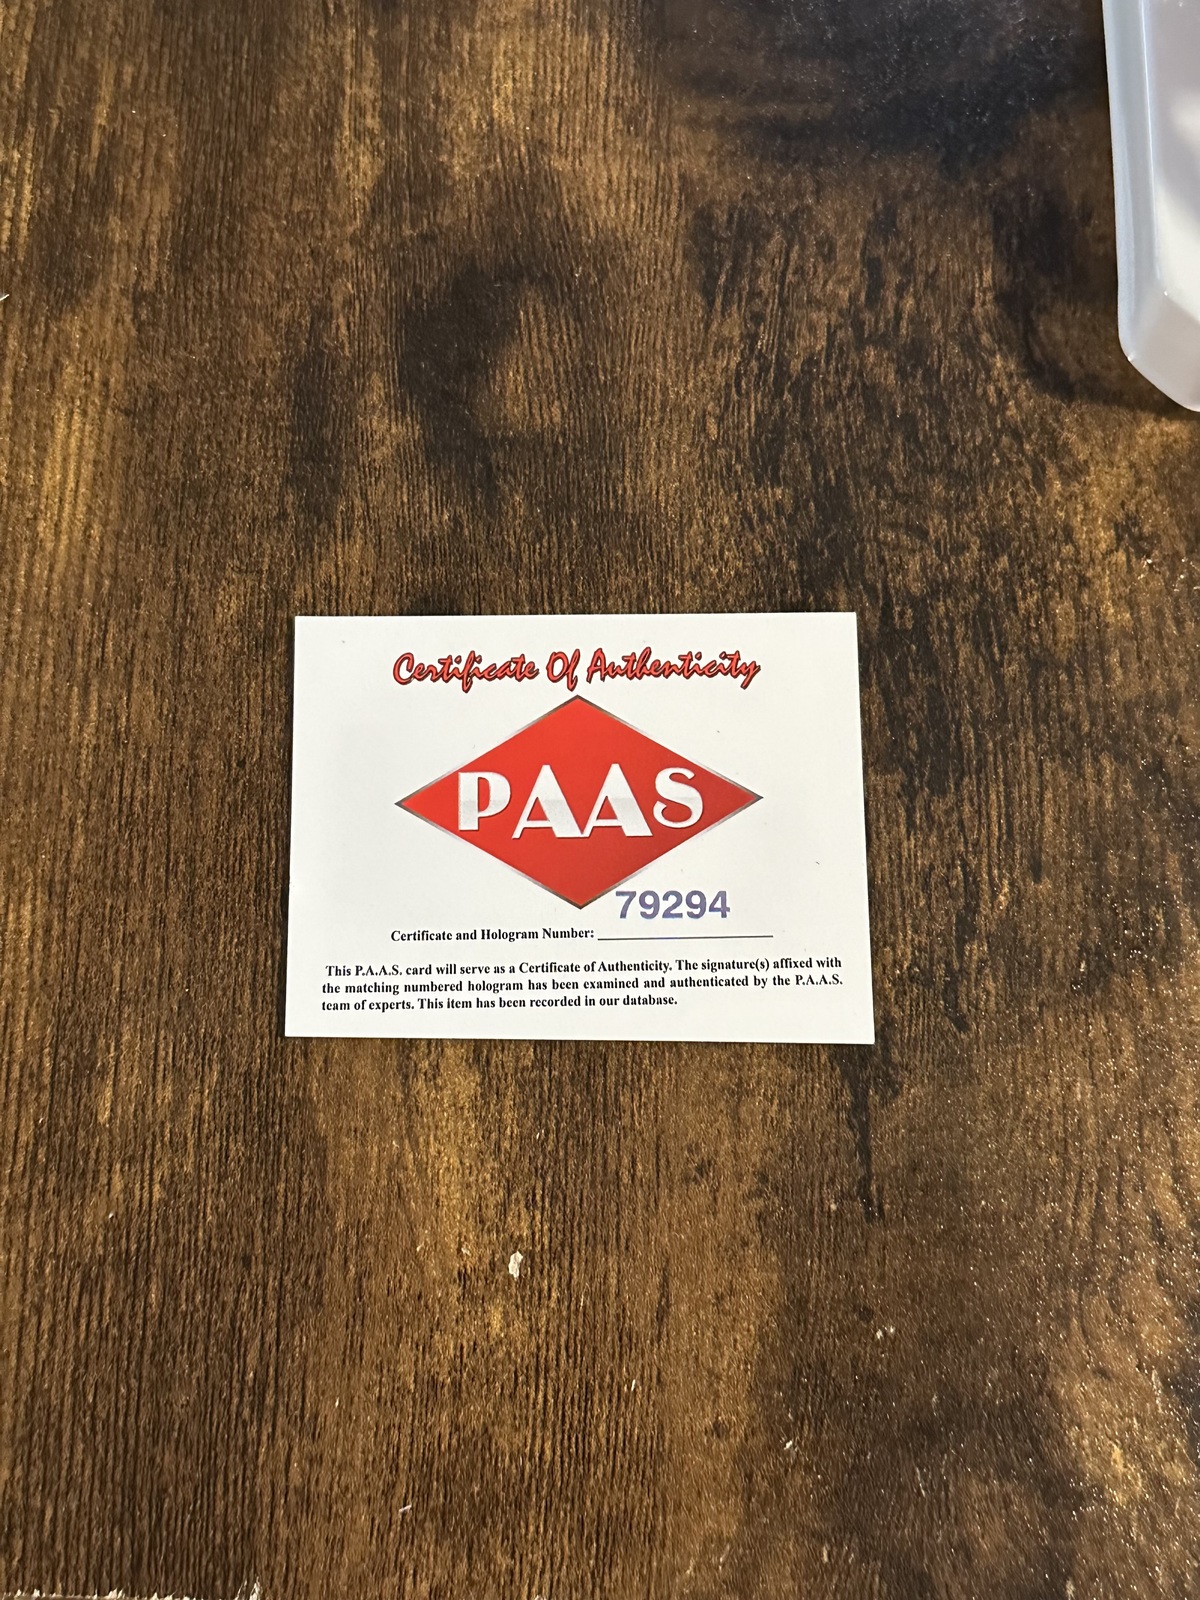 Certificate Of Authenticity
PAAS
79294
Certificate and Hologram Number:
This P.A.A.S. card will serve as a Certificate of Authenticity. The signature(s) affixed with
the matching numbered hologram has been examined and authenticated by the P.A.A.S.
team of experts. This item has been recorded in our database.